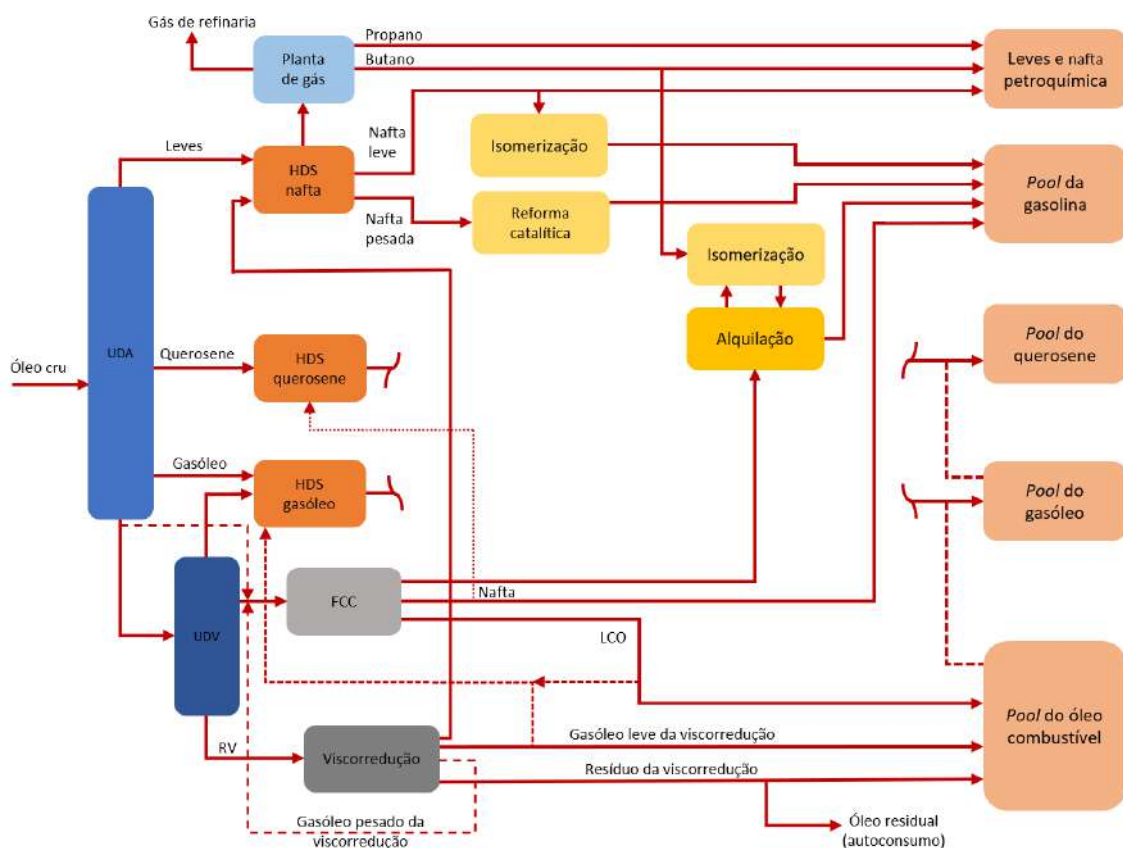 Gás de refinaria
Planta
de gás
Propano
Butano
Leves e nafta
petroquímica
Leves
HDS
nafta
Nafta
leve
Isomerização
Nafta
pesada
Reforma
catalítica
Pool da
gasolina
Isomerização
Alquilação
Óleo cru
UDA
Querosene
HDS
querosene
Pool do
querosene
Gasóleo
HDS
gasóleo
Pool do
gasóleo
UDV
FCC
Nafta
LCO
RV
Viscorredução
Gasóleo leve da viscorredução
Resíduo da viscorredução
Pool do óleo
combustível
Gasóleo pesado da
viscorredução
Óleo residual
(autoconsumo)